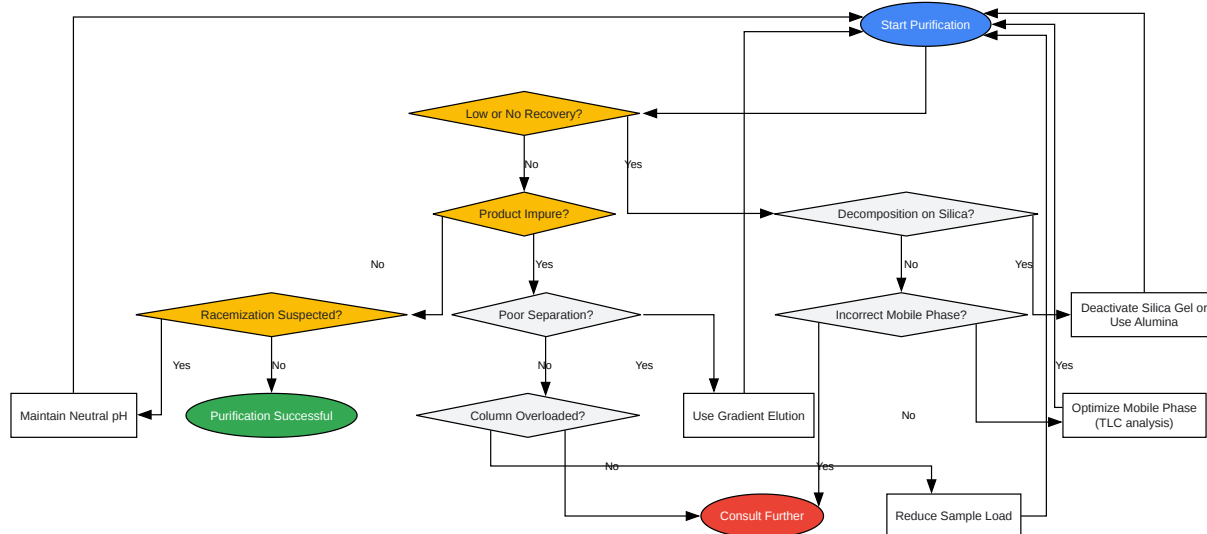 Start Purification
Low or No Recovery?
No
Yes
Product Impure?
Decomposition on Silica?
No
Yes
No
Yes
Racemization Suspected?
Poor Separation?
Incorrect Mobile Phase?
Deactivate Silica Gel or
Use Alumina
Yes
No
No
Yes
Yes
Maintain Neutral pH
Purification Successful
Column Overloaded?
Use Gradient Elution
No
Optimize Mobile Phase
(TLC analysis)
No
Yes
Consult Further
Reduce Sample Load